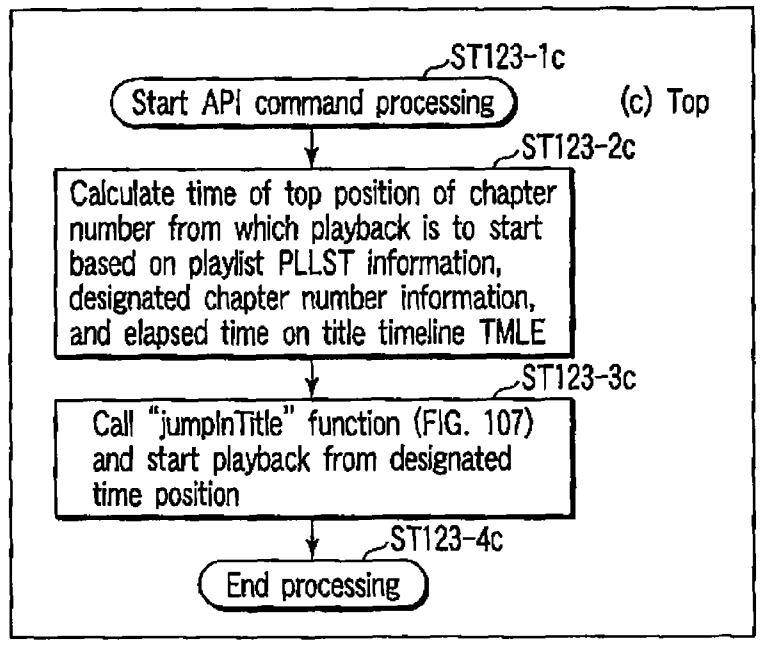 ST123-1c
Start API command processing
(c) Top
ST123-2c
Calculate time of top position of chapter
number from which playback is to start
based on playlist PLLST information,
designated chapter number information,
and elapsed time on title timeline TMLE
ST123-3c
Call "jumpInTitle" function (FIG. 107)
and start playback from designated
time position
ST123-4c
End processing